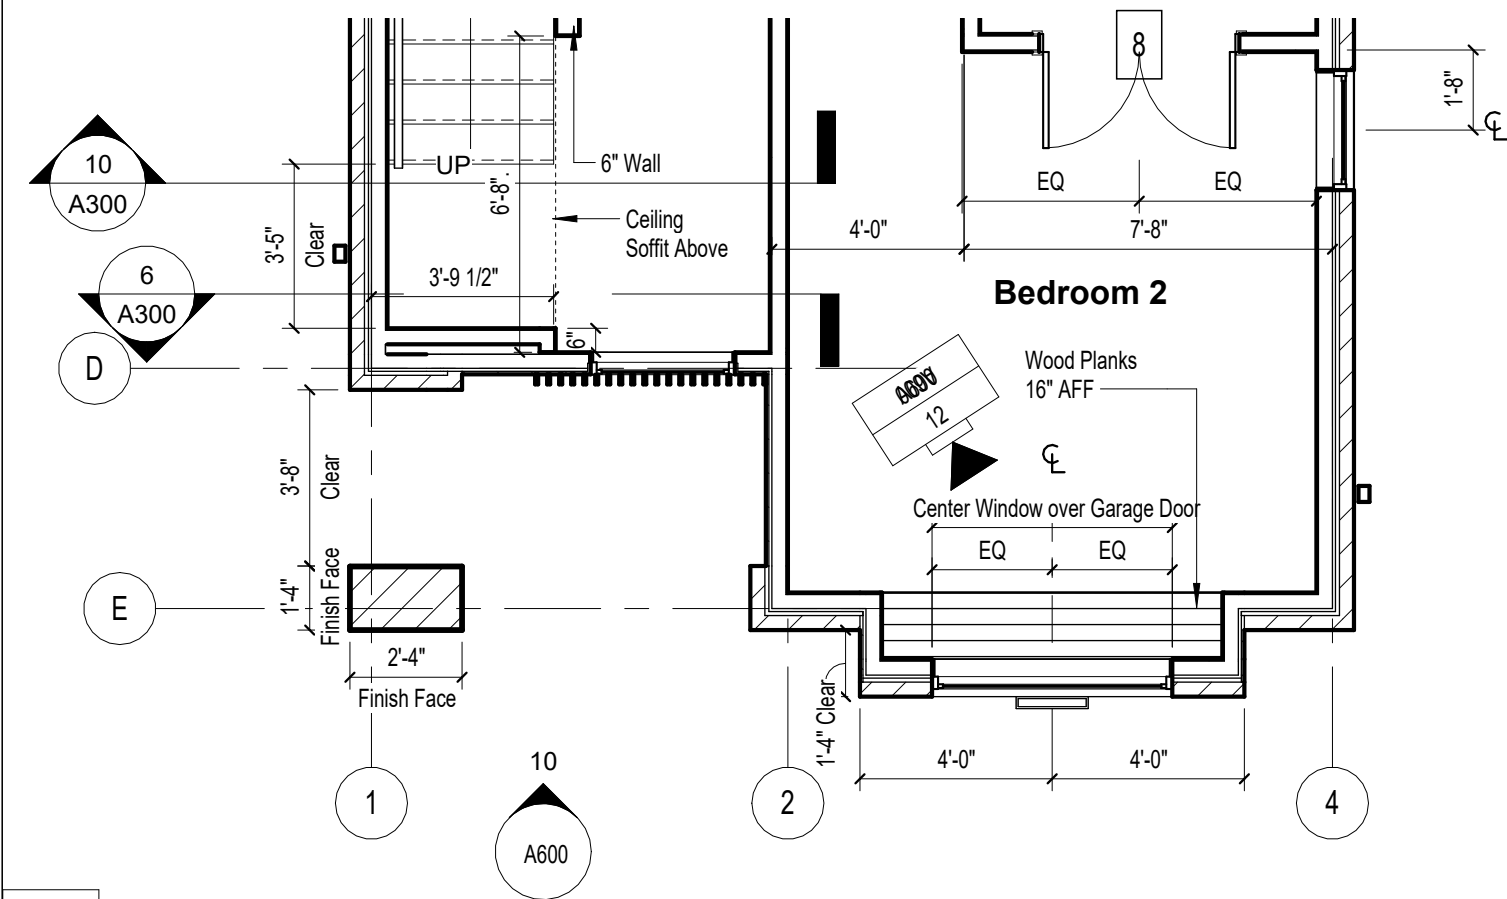 8
1'-8"
℄
10
A300
UP
6" Wall
6'-8".
EQ
EQ
Ceiling
Soffit Above
3'-5"
Clear
4'-0"
7'-8"
6
A300
3'-9 1/2"
Bedroom 2
6"
D
Wood Planks
16" AFF
12
℄
3'-8"
Clear
Center Window over Garage Door
EQ
EQ
E
1'-4"
Finish Face
2'-4"
Finish Face
1'-4" Clear
10
4'-0"
4'-0"
1
2
4
A600